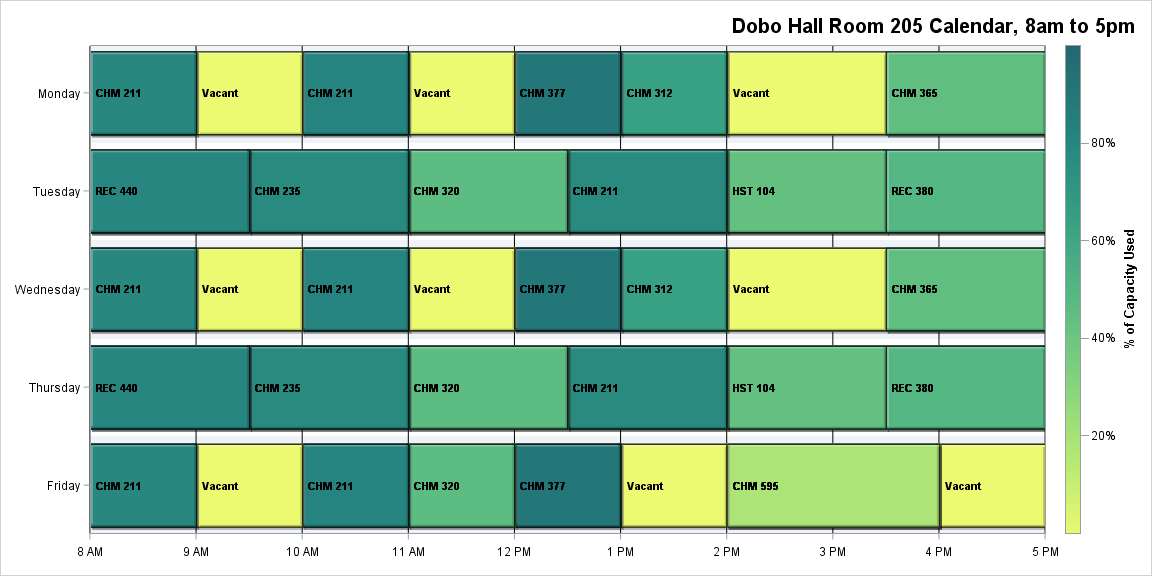 Dobo Hall Room 205 Calendar, 8am to 5pm
Monday CHM 211 Vacant CHM 211 Vacant CHM 377 CHM 312 Vacant CHM 365
Tuesday REC 440 CHM 235 CHM 320 CHM 211 HST 104 REC 380
Wednesday CHM 211 Vacant CHM 211 Vacant CHM 377 CHM 312 Vacant CHM 365
Thursday REC 440 CHM 235 CHM 320 CHM 211 HST 104 REC 380
Friday CHM 211 Vacant CHM 211 CHM 320 CHM 377 Vacant CHM 595 Vacant
8 AM 9 AM 10 AM 11 AM 12 PM 1 PM 2 PM 3 PM 4 PM 5 PM
80%
60%
40%
20%
% of Capacity Used